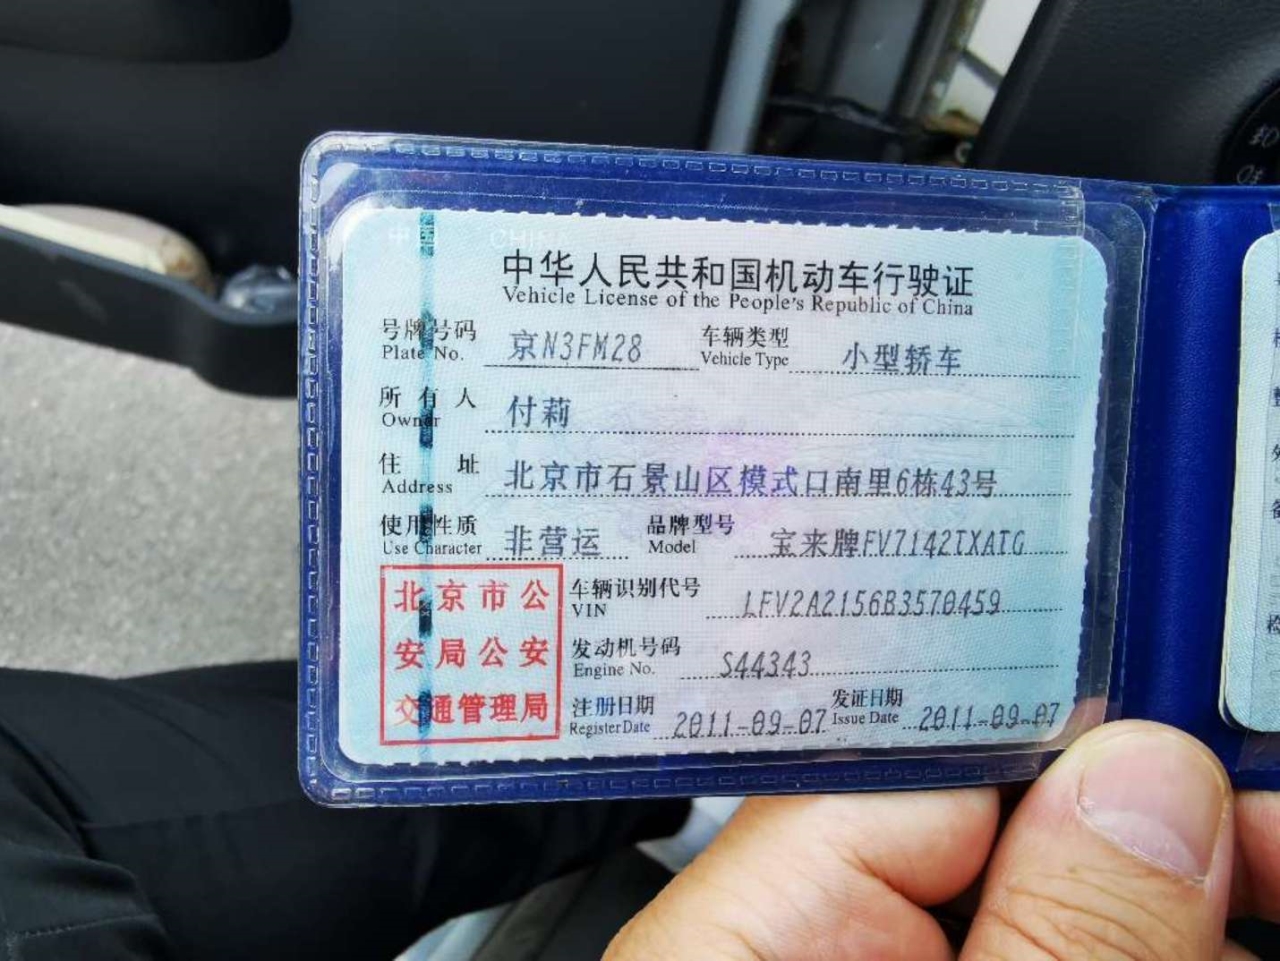 中国 CHINA
中华人民共和国机动车行驶证
Vehicle License of the People's Republic of China
号牌号码 京N3FM28 车辆类型 小型轿车
Plate No. Vehicle Type
所有人 付莉
Owner
住址 北京市石景山区模式口南里6栋43号
Address
使用性质 非营运 品牌型号 宝来牌FV7142TXATG
Use Character Model
北京市公
安局公安
交通管理局
车辆识别代号 LFV2A2156B3570459
VIN
发动机号码 S44343
Engine No.
注册日期 2011-09-07 发证日期 2011-09-07
Register Date Issue Date